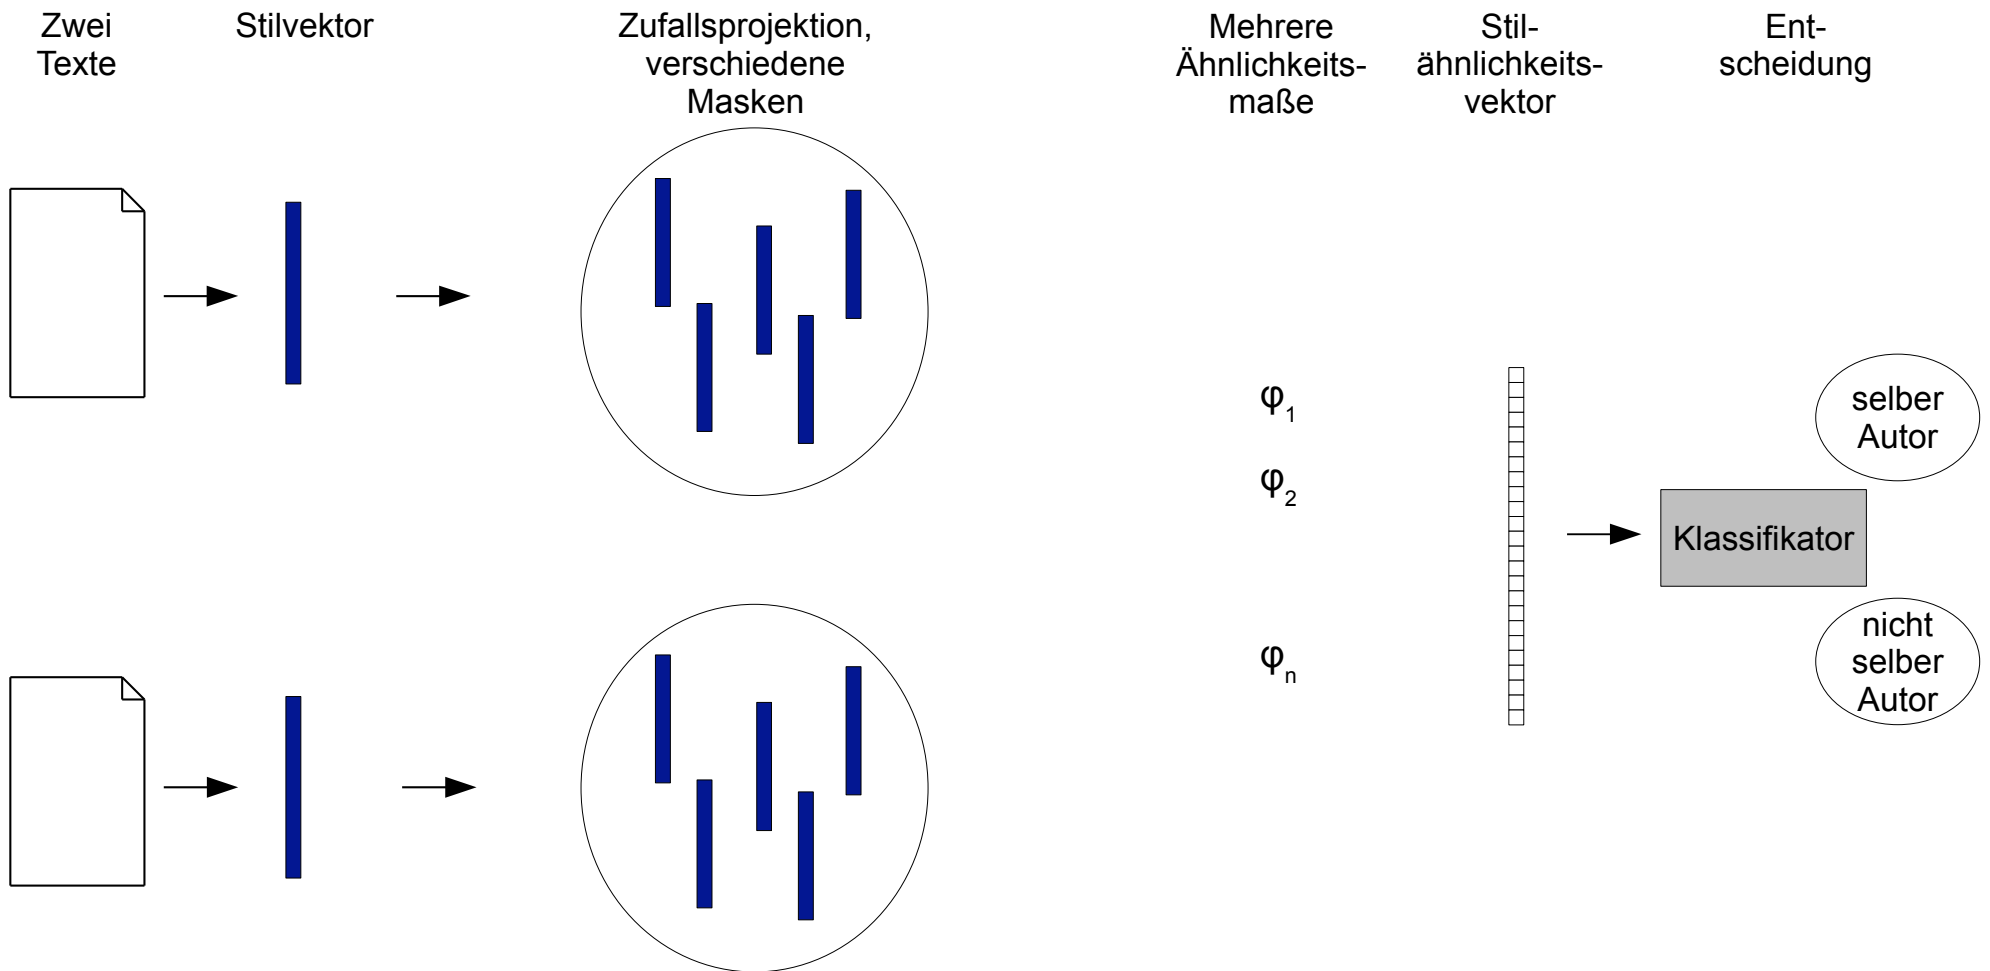 Zwei
Texte
Stilvektor
Zufallsprojektion,
verschiedene
Masken
Mehrere
Ähnlichkeits-
maße
Stil-
ähnlichkeits-
vektor
Ent-
scheidung
φ1
φ2
φn
selber
Autor
Klassifikator
nicht
selber
Autor